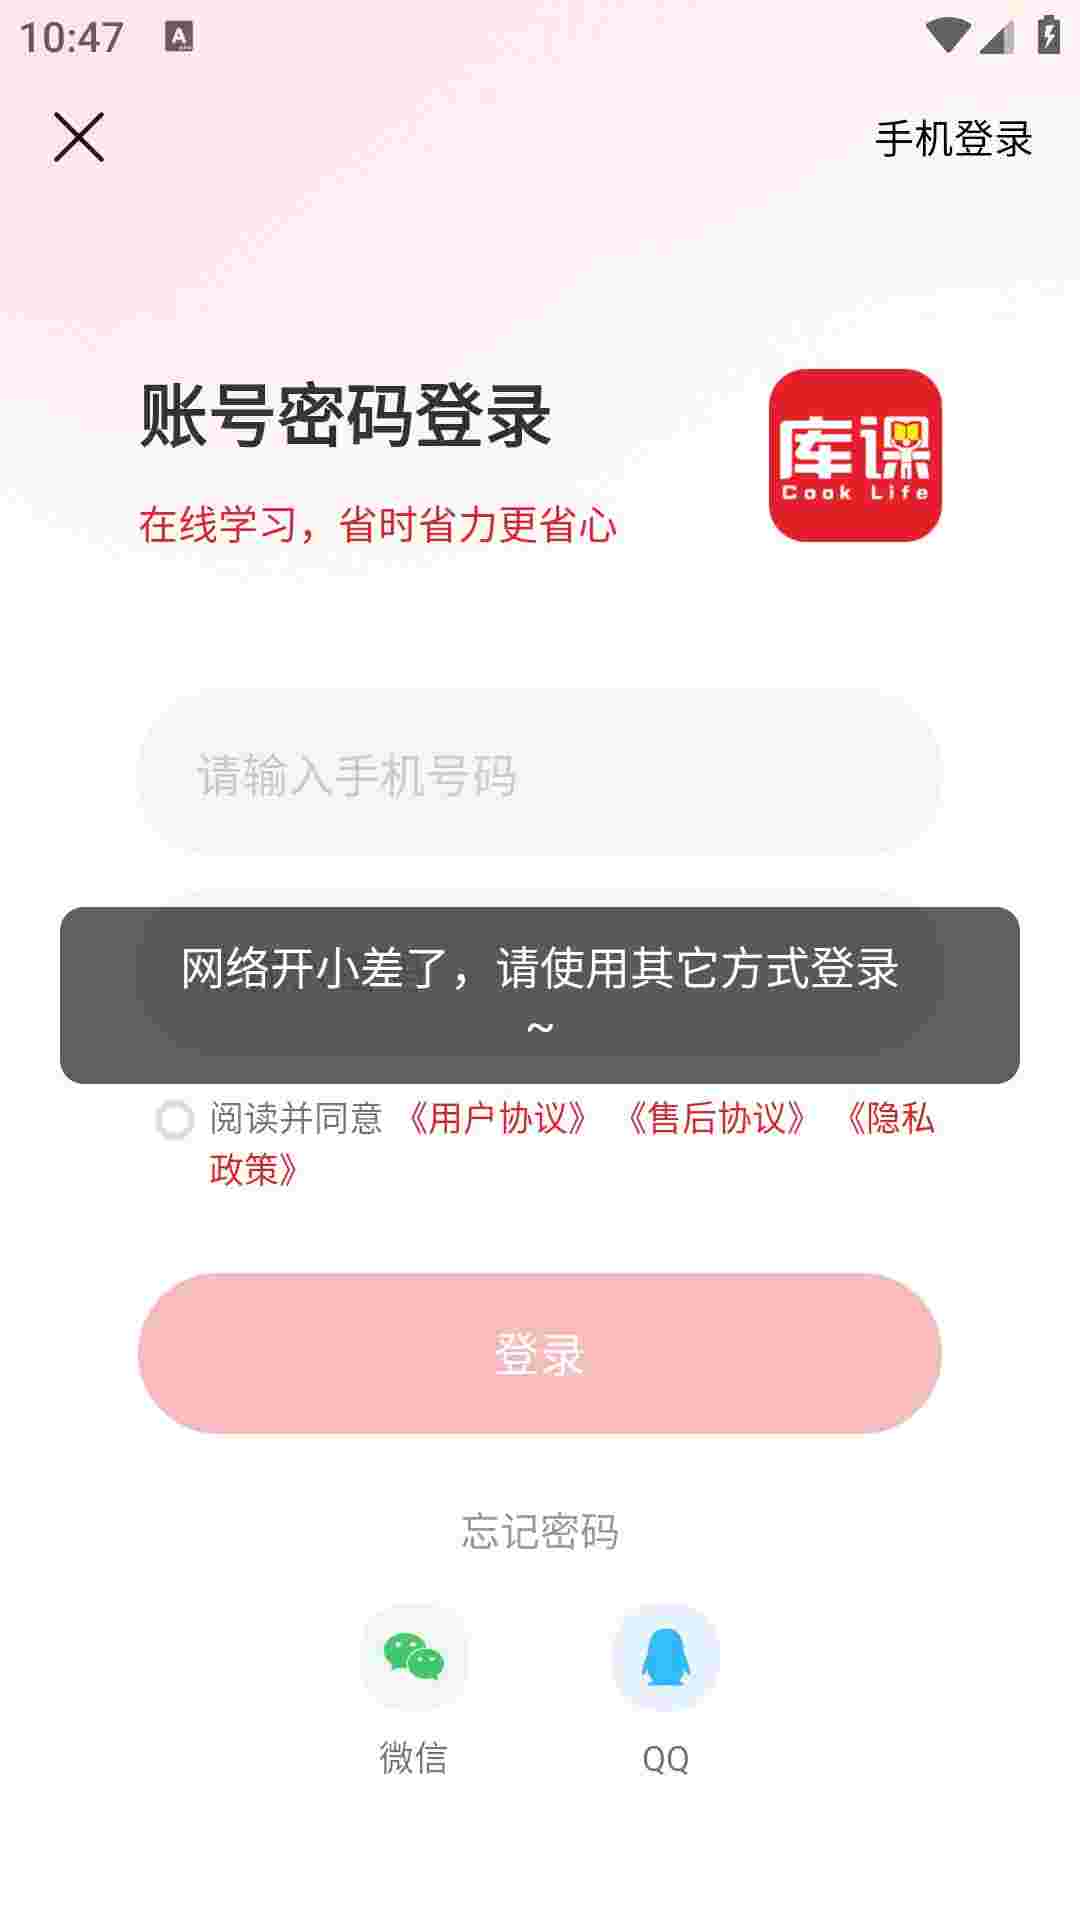 10:47
手机登录
账号密码登录
库课
Cook Life
在线学习，省时省力更省心
请输入手机号码
网络开小差了，请使用其它方式登录
~
阅读并同意 《用户协议》 《售后协议》 《隐私
政策》
登录
忘记密码
微信 QQ